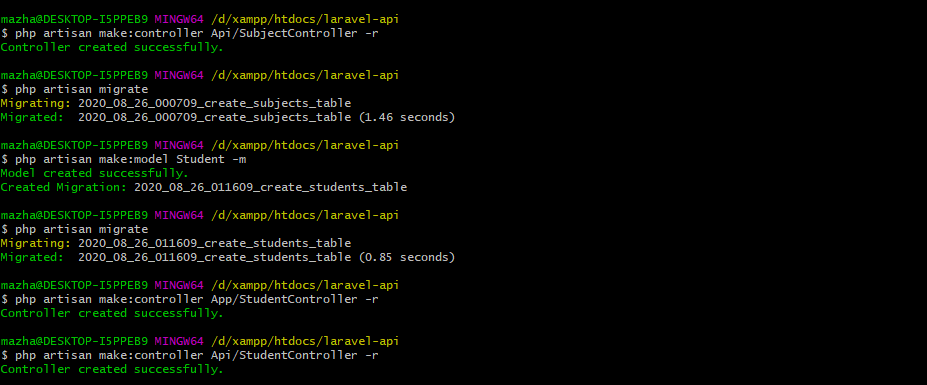 mazha@DESKTOP-I5PPEB9 MINGW64 /d/xampp/htdocs/laravel-api
$ php artisan make:controller Api/SubjectController -r
Controller created successfully.
mazha@DESKTOP-I5PPEB9 MINGW64 /d/xampp/htdocs/laravel-api
$ php artisan migrate
Migrating: 2020_08_26_000709_create_subjects_table
Migrated:  2020_08_26_000709_create_subjects_table (1.46 seconds)
mazha@DESKTOP-I5PPEB9 MINGW64 /d/xampp/htdocs/laravel-api
$ php artisan make:model Student -m
Model created successfully.
Created Migration: 2020_08_26_011609_create_students_table
mazha@DESKTOP-I5PPEB9 MINGW64 /d/xampp/htdocs/laravel-api
$ php artisan migrate
Migrating: 2020_08_26_011609_create_students_table
Migrated:  2020_08_26_011609_create_students_table (0.85 seconds)
mazha@DESKTOP-I5PPEB9 MINGW64 /d/xampp/htdocs/laravel-api
$ php artisan make:controller App/StudentController -r
Controller created successfully.
mazha@DESKTOP-I5PPEB9 MINGW64 /d/xampp/htdocs/laravel-api
$ php artisan make:controller Api/StudentController -r
Controller created successfully.